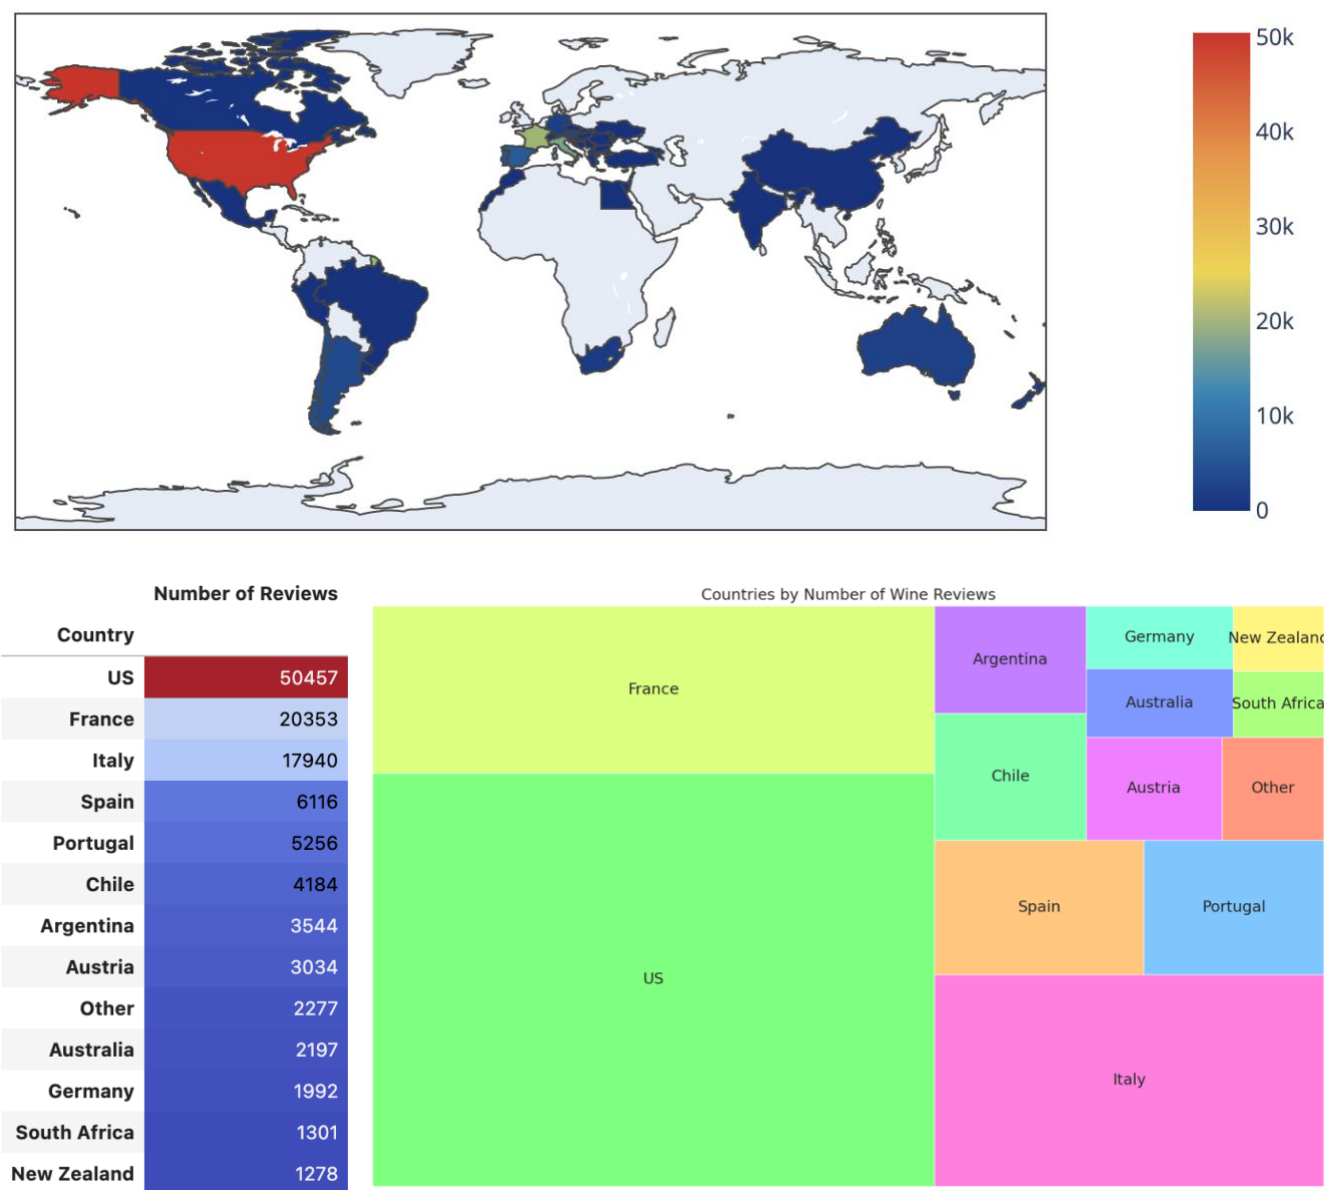 50k
40k
30k
20k
10k
0
Number of Reviews
Country
US 50457
France 20353
Italy 17940
Spain 6116
Portugal 5256
Chile 4184
Argentina 3544
Austria 3034
Other 2277
Australia 2197
Germany 1992
South Africa 1301
New Zealand 1278
Countries by Number of Wine Reviews
France
US
Argentina
Chile
Germany
Australia
New Zealand
South Africa
Austria
Other
Spain
Portugal
Italy